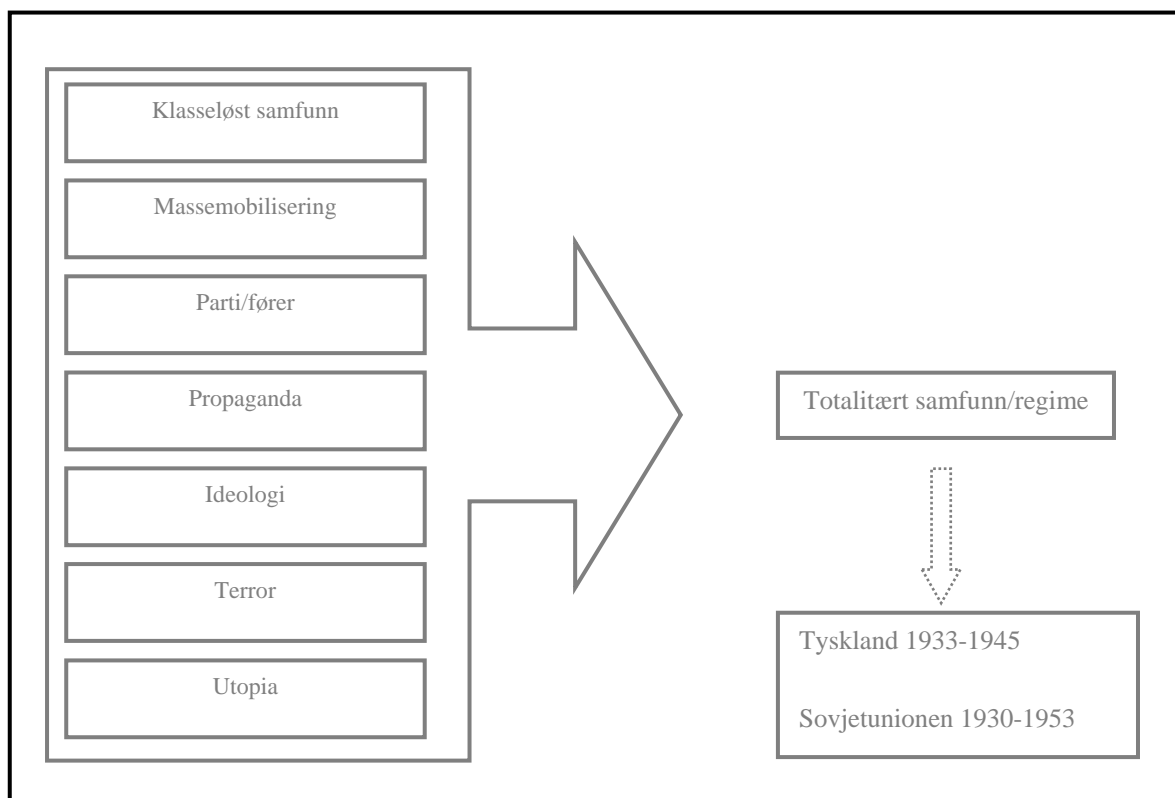 Klasseløst samfunn
Massemobilisering
Parti/fører
Propaganda
Ideologi
Terror
Utopia
Totalitært samfunn/regime
Tyskland 1933-1945
Sovjetunionen 1930-1953